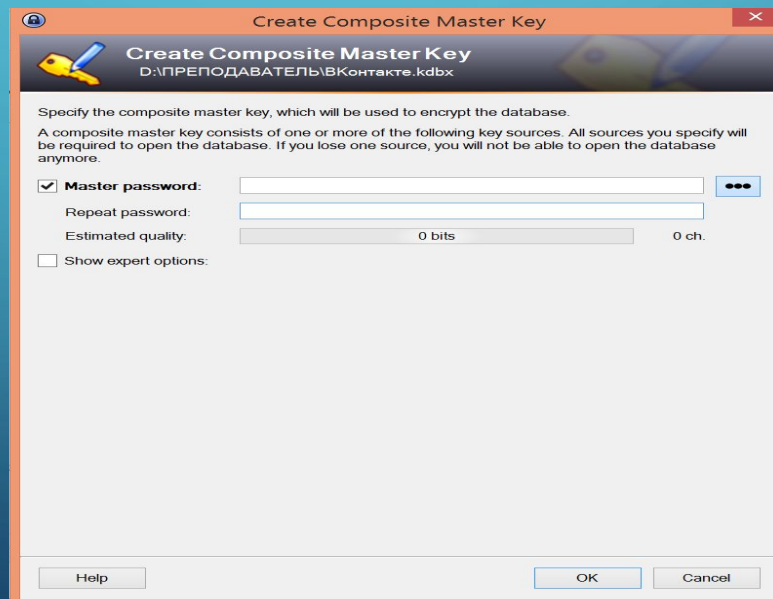 Create Composite Master Key
Create Composite Master Key
D:\ПРЕПОДАВАТЕЛЬ\ВКонтакте.kdbx
Specify the composite master key, which will be used to encrypt the database.
A composite master key consists of one or more of the following key sources. All sources you specify will
be required to open the database. If you lose one source, you will not be able to open the database
anymore.
Master password:
Repeat password:
Estimated quality: 0 bits 0 ch.
Show expert options:
Help OK Cancel